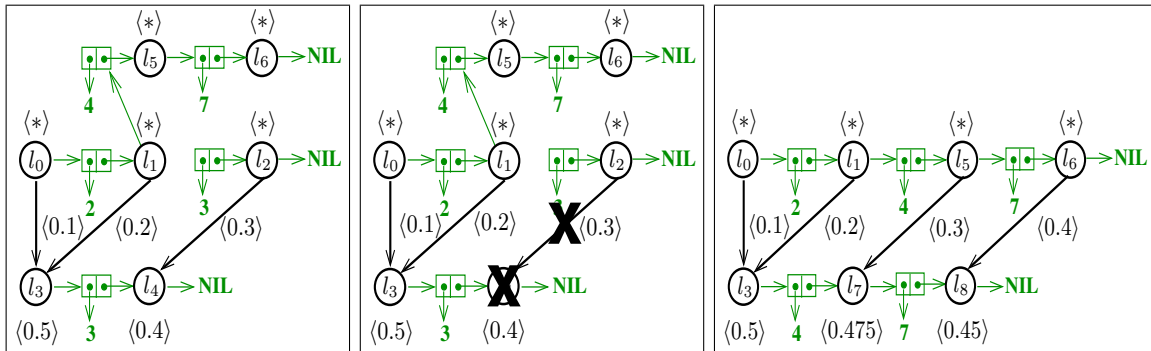 ⟨*⟩ ⟨*⟩
l₅ l₆ NIL
4 7
⟨*⟩ ⟨*⟩ ⟨*⟩
l₀ l₁ l₂ NIL
2 3
⟨0.1⟩ ⟨0.2⟩ ⟨0.3⟩
l₃ l₄ NIL
⟨0.5⟩ 3 ⟨0.4⟩
⟨*⟩ ⟨*⟩
l₅ l₆ NIL
4 7
⟨*⟩ ⟨*⟩ ⟨*⟩
l₀ l₁ l₂ NIL
2
⟨0.1⟩ ⟨0.2⟩ X ⟨0.3⟩
l₃ X NIL
⟨0.5⟩ 3 ⟨0.4⟩
⟨*⟩ ⟨*⟩ ⟨*⟩ ⟨*⟩
l₀ l₁ l₅ l₆ NIL
2 4 7
⟨0.1⟩ ⟨0.2⟩ ⟨0.3⟩ ⟨0.4⟩
l₃ l₇ l₈ NIL
⟨0.5⟩ 4 ⟨0.475⟩ 7 ⟨0.45⟩